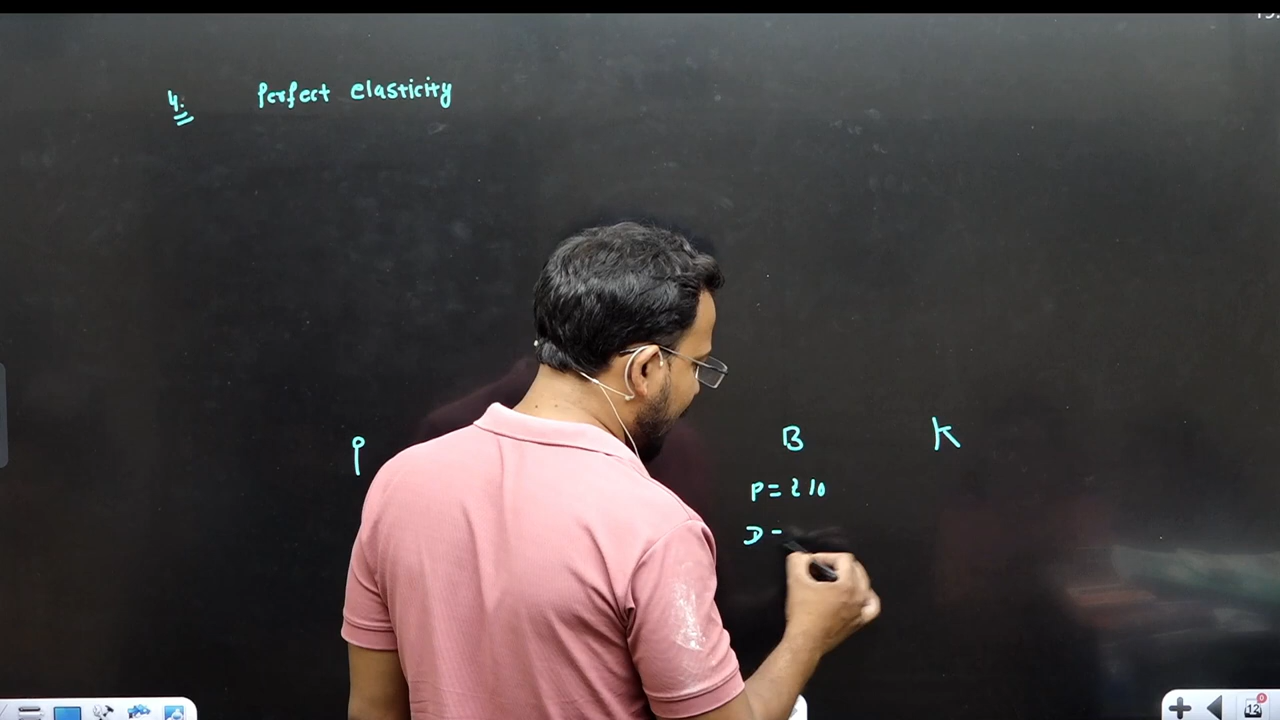 4. Perfect elasticity
P B K
P = ₹ 10
D =